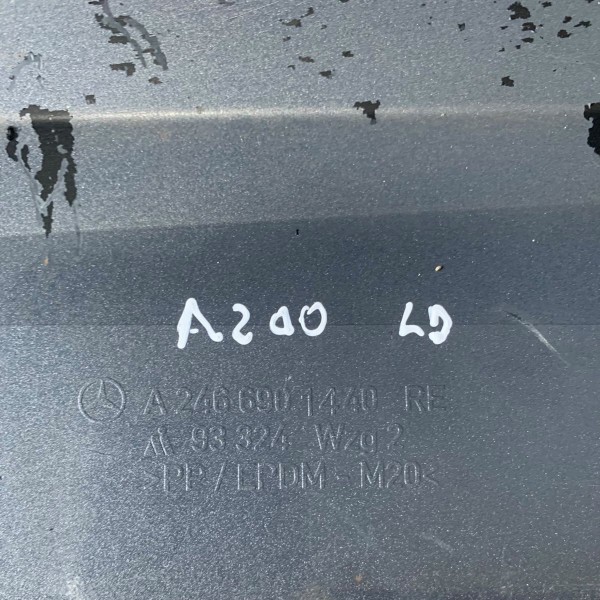 A200 LD
A 246 690 1440 RE
93 324 Wzg 2
>PP/EPDM-M20<